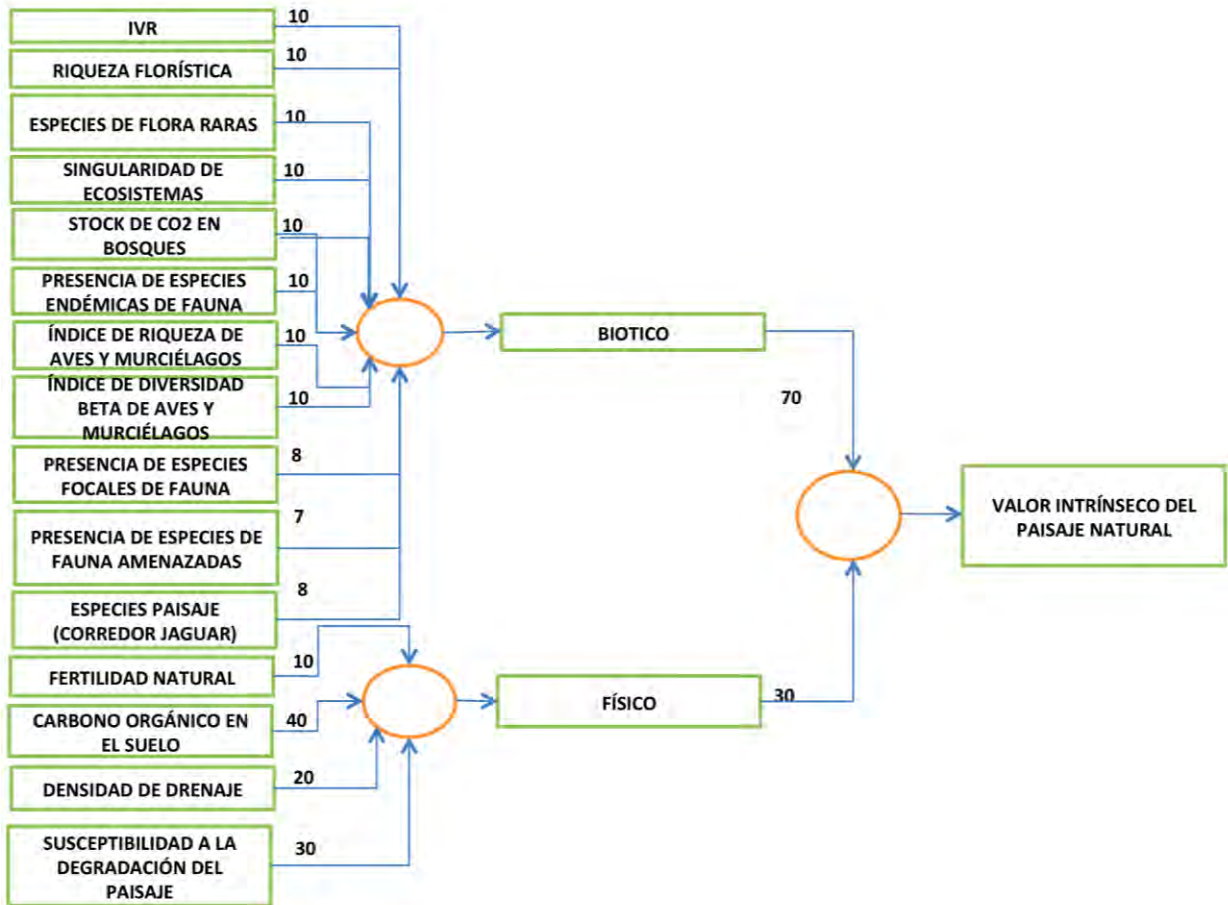 IVR
10
RIQUEZA FLORÍSTICA
10
ESPECIES DE FLORA RARAS
10
SINGULARIDAD DE
ECOSISTEMAS
10
STOCK DE CO2 EN
BOSQUES
10
PRESENCIA DE ESPECIES
ENDÉMICAS DE FAUNA
10
ÍNDICE DE RIQUEZA DE
AVES Y MURCIÉLAGOS
10
ÍNDICE DE DIVERSIDAD
BETA DE AVES Y
MURCIÉLAGOS
10
PRESENCIA DE ESPECIES
FOCALES DE FAUNA
8
PRESENCIA DE ESPECIES DE
FAUNA AMENAZADAS
7
ESPECIES PAISAJE
(CORREDOR JAGUAR)
8
FERTILIDAD NATURAL
10
CARBONO ORGÁNICO EN
EL SUELO
40
DENSIDAD DE DRENAJE
20
SUSCEPTIBILIDAD A LA
DEGRADACIÓN DEL
PAISAJE
30
BIOTICO
70
FÍSICO
30
VALOR INTRÍNSECO DEL
PAISAJE NATURAL